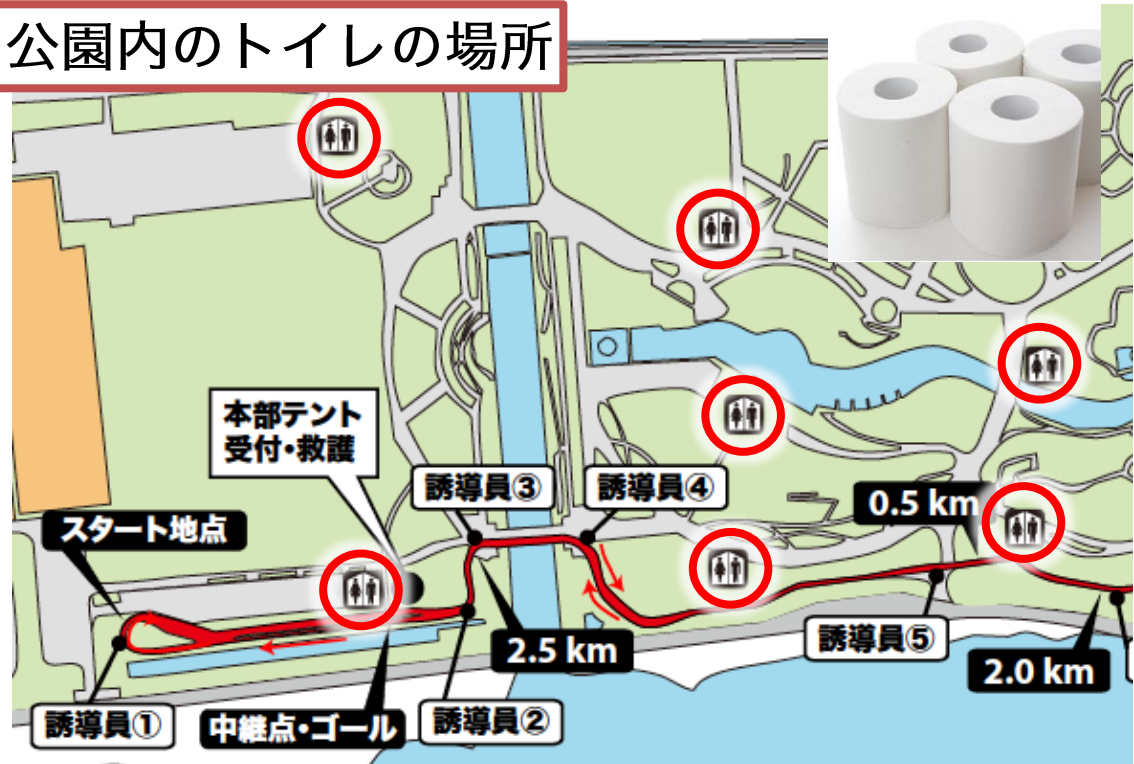 公園内のトイレの場所
本部テント
受付・救護
誘導員③
誘導員④
0.5 km
スタート地点
2.5 km
誘導員⑤
2.0 km
誘導員①
中継点・ゴール
誘導員②